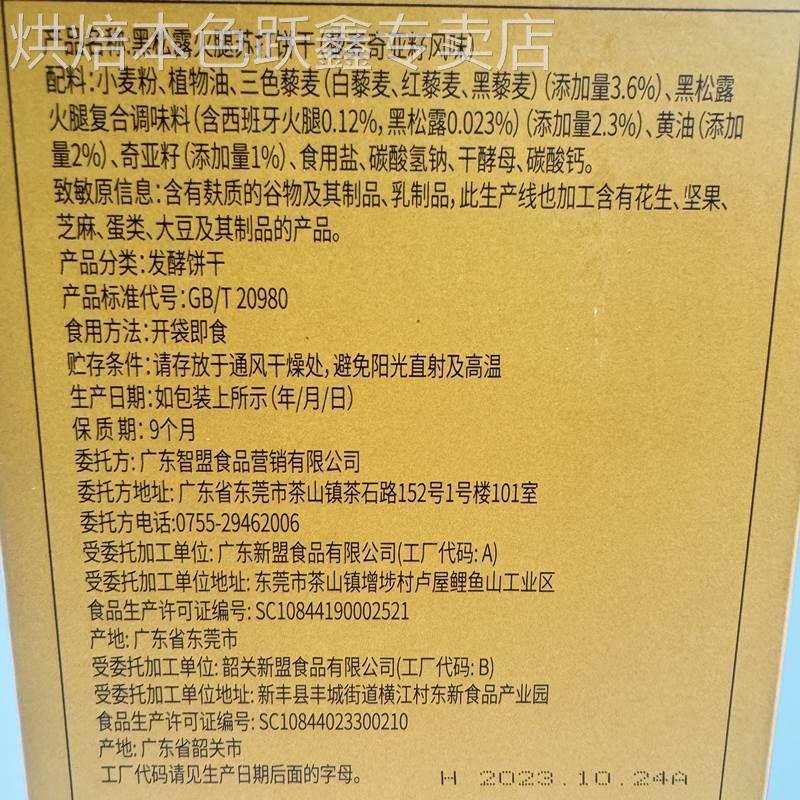 烘焙本色跃鑫专卖店
产品名称:黑松露火腿苏打饼干(藜麦奇亚籽风味)
配料:小麦粉、植物油、三色藜麦(白藜麦、红藜麦、黑藜麦)(添加量3.6%)、黑松露
火腿复合调味料(含西班牙火腿0.12%,黑松露0.023%)(添加量2.3%)、黄油(添加
量2%)、奇亚籽(添加量1%)、食用盐、碳酸氢钠、干酵母、碳酸钙。
致敏原信息:含有麸质的谷物及其制品、乳制品,此生产线也加工含有花生、坚果、
芝麻、蛋类、大豆及其制品的产品。
产品分类:发酵饼干
产品标准代号:GB/T 20980
食用方法:开袋即食
贮存条件:请存放于通风干燥处,避免阳光直射及高温
生产日期:如包装上所示(年/月/日)
保质期:9个月
委托方:广东智盟食品营销有限公司
委托方地址:广东省东莞市茶山镇茶石路152号1号楼101室
委托方电话:0755-29462006
受委托加工单位:广东新盟食品有限公司(工厂代码:A)
受委托加工单位地址:东莞市茶山镇增埗村卢屋鲤鱼山工业区
食品生产许可证编号:SC10844190002521
产地:广东省东莞市
受委托加工单位:韶关新盟食品有限公司(工厂代码:B)
受委托加工单位地址:新丰县丰城街道横江村东新食品产业园
食品生产许可证编号:SC10844023300210
产地:广东省韶关市
工厂代码请见生产日期后面的字母。
H 2023.10.24A